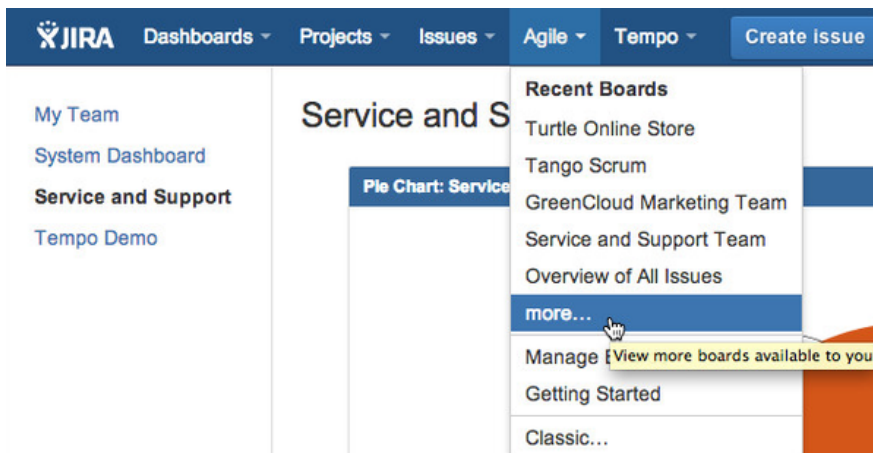 JIRA Dashboards Projects Issues Agile Tempo Create issue
My Team
System Dashboard
Service and Support
Tempo Demo
Service and S
Pie Chart: Service
Recent Boards
Turtle Online Store
Tango Scrum
GreenCloud Marketing Team
Service and Support Team
Overview of All Issues
more...
View more boards available to you
Manage
Getting Started
Classic...